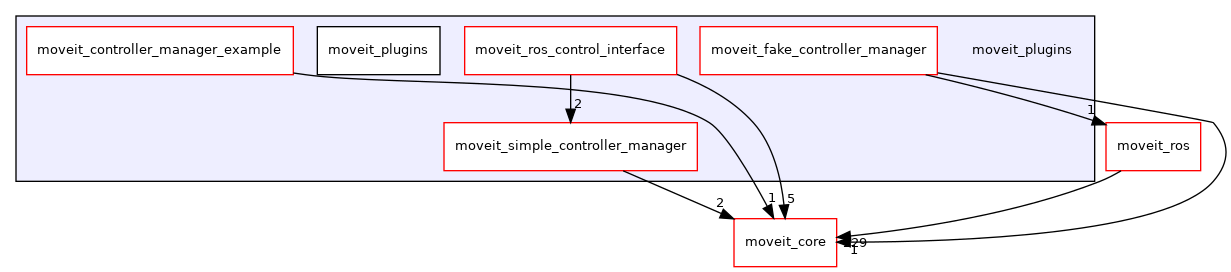 moveit_controller_manager_example
moveit_plugins
moveit_ros_control_interface
moveit_fake_controller_manager
moveit_plugins
2
1
moveit_simple_controller_manager
moveit_ros
2
1
5
moveit_core
1